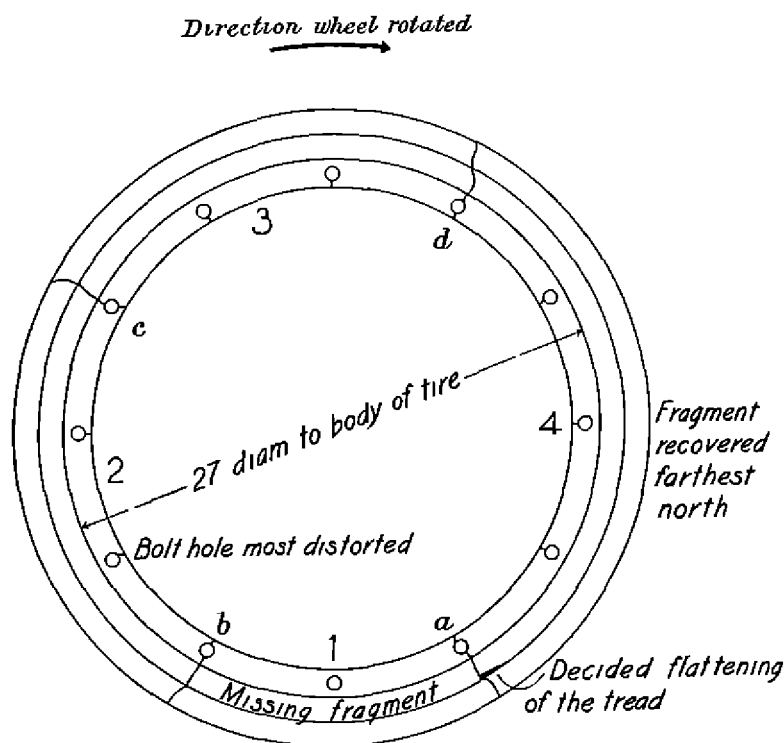 Direction wheel rotated
3
d
c
27 diam to body of tire
4
Fragment
recovered
farthest
north
2
Bolt hole most distorted
b
1
a
Missing fragment
Decided flattening
of the tread